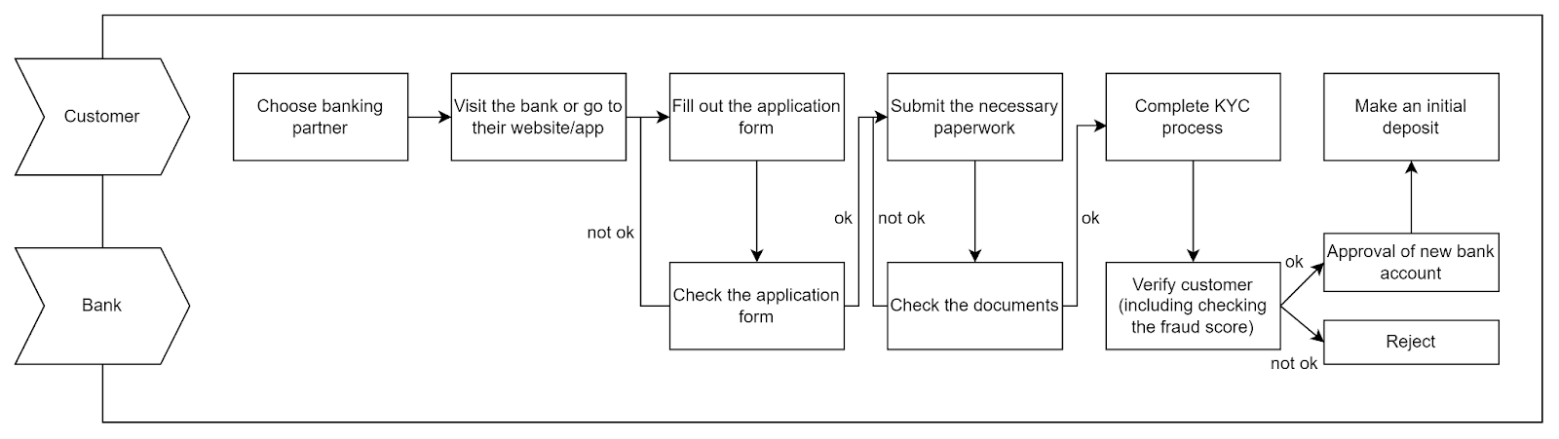 Customer
Choose banking
partner
Visit the bank or go to
their website/app
Fill out the application
form
Submit the necessary
paperwork
Complete KYC
process
Make an initial
deposit
not ok
ok
not ok
ok
Bank
Check the application
form
Check the documents
Verify customer
(including checking
the fraud score)
ok
not ok
Approval of new bank
account
Reject